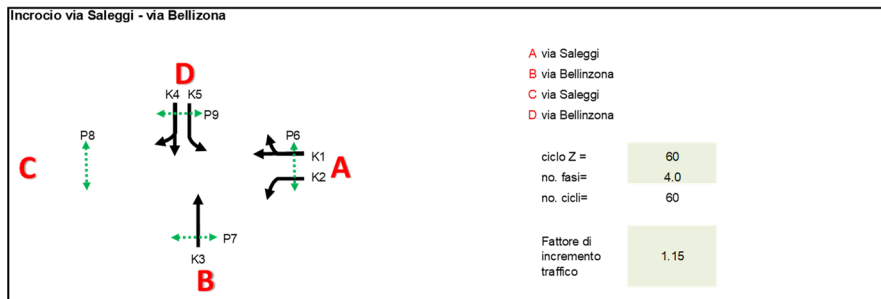 Incrocio via Saleggi - via Bellizona
A via Saleggi
B via Bellinzona
C via Saleggi
D via Bellinzona
D
K4 K5
P9
P8
P6
K1
C
A
K2
P7
K3
B
ciclo Z = 60
no. fasi= 4.0
no. cicli= 60
Fattore di
incremento 1.15
traffico